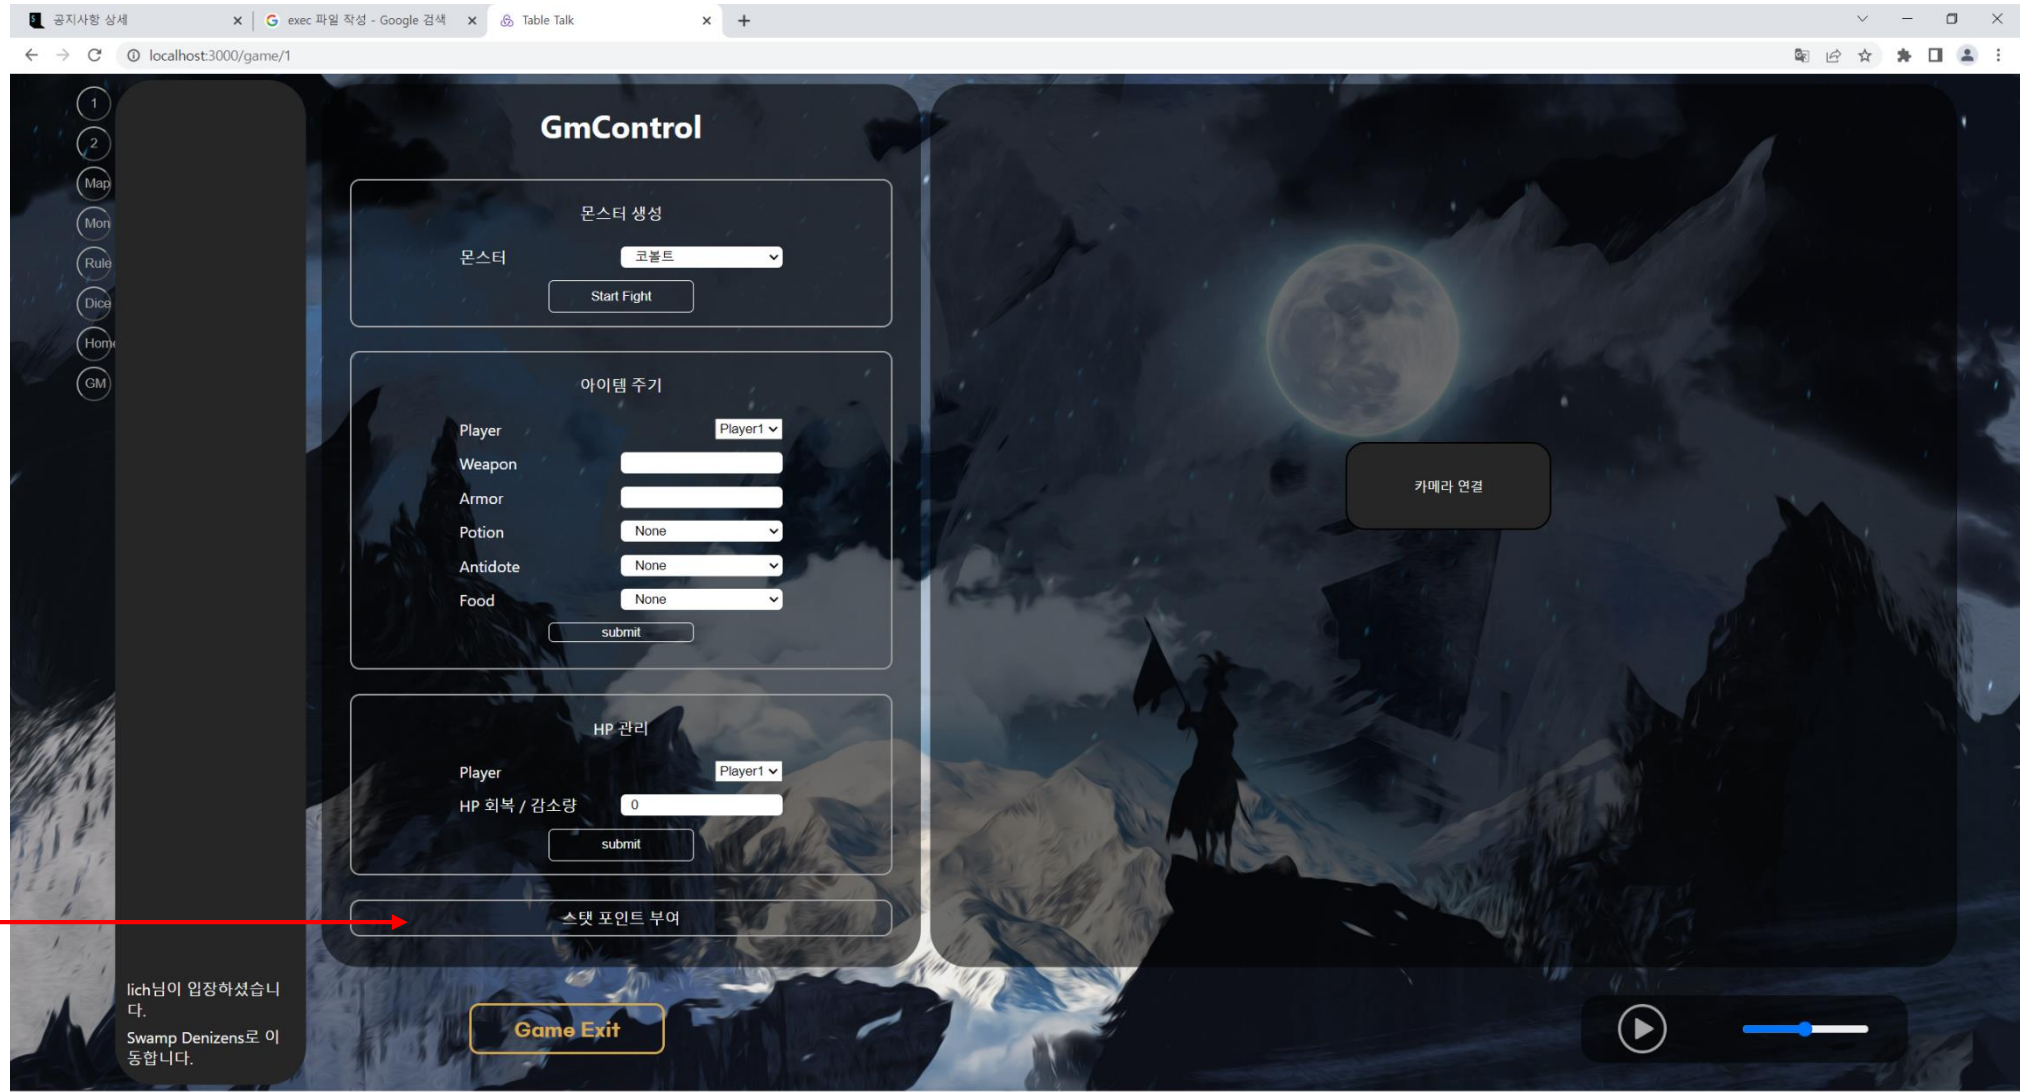 공지사항 상세
exec 파일 작성 - Google 검색
Table Talk
localhost:3000/game/1
1
2
Map
Mon
Rule
Dice
Home
GM
GmControl
몬스터 생성
몬스터
코볼트
Start Fight
아이템 주기
Player
Player1
Weapon
Armor
Potion
None
Antidote
None
Food
None
submit
HP 관리
Player
Player1
HP 회복 / 감소량
0
submit
스탯 포인트 부여
카메라 연결
lich님이 입장하셨습니
다.
Swamp Denizens로 이
동합니다.
Game Exit